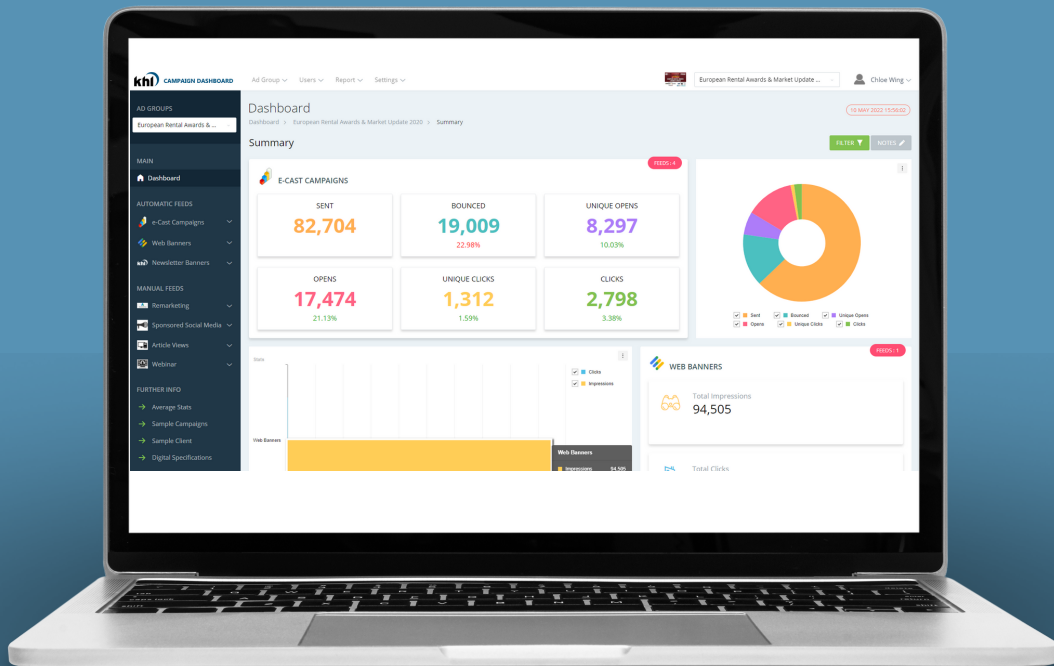 khl CAMPAIGN DASHBOARD
Ad Group Users Report Settings
European Rental Awards & Market Update ...
Chloe Wing
AD GROUPS
European Rental Awards & ...
MAIN
Dashboard
AUTOMATIC FEEDS
e-Cast Campaigns
Web Banners
khl Newsletter Banners
MANUAL FEEDS
Remarketing
Sponsored Social Media
Article Views
Webinar
FURTHER INFO
Average Stats
Sample Campaigns
Sample Client
Digital Specifications
Dashboard
10 MAY 2022 15:56:02
Dashboard > European Rental Awards & Market Update 2020 > Summary
Summary
FILTER
NOTES
FEEDS : 4
E-CAST CAMPAIGNS
SENT
82,704
BOUNCED
19,009
22.98%
UNIQUE OPENS
8,297
10.03%
OPENS
17,474
21.13%
UNIQUE CLICKS
1,312
1.59%
CLICKS
2,798
3.38%
Sent Bounced Unique Opens
Opens Unique Clicks Clicks
Stats
Clicks
Impressions
Web Banners
Web Banners
Impressions 94,505
FEEDS : 1
WEB BANNERS
Total Impressions
94,505
Total Clicks